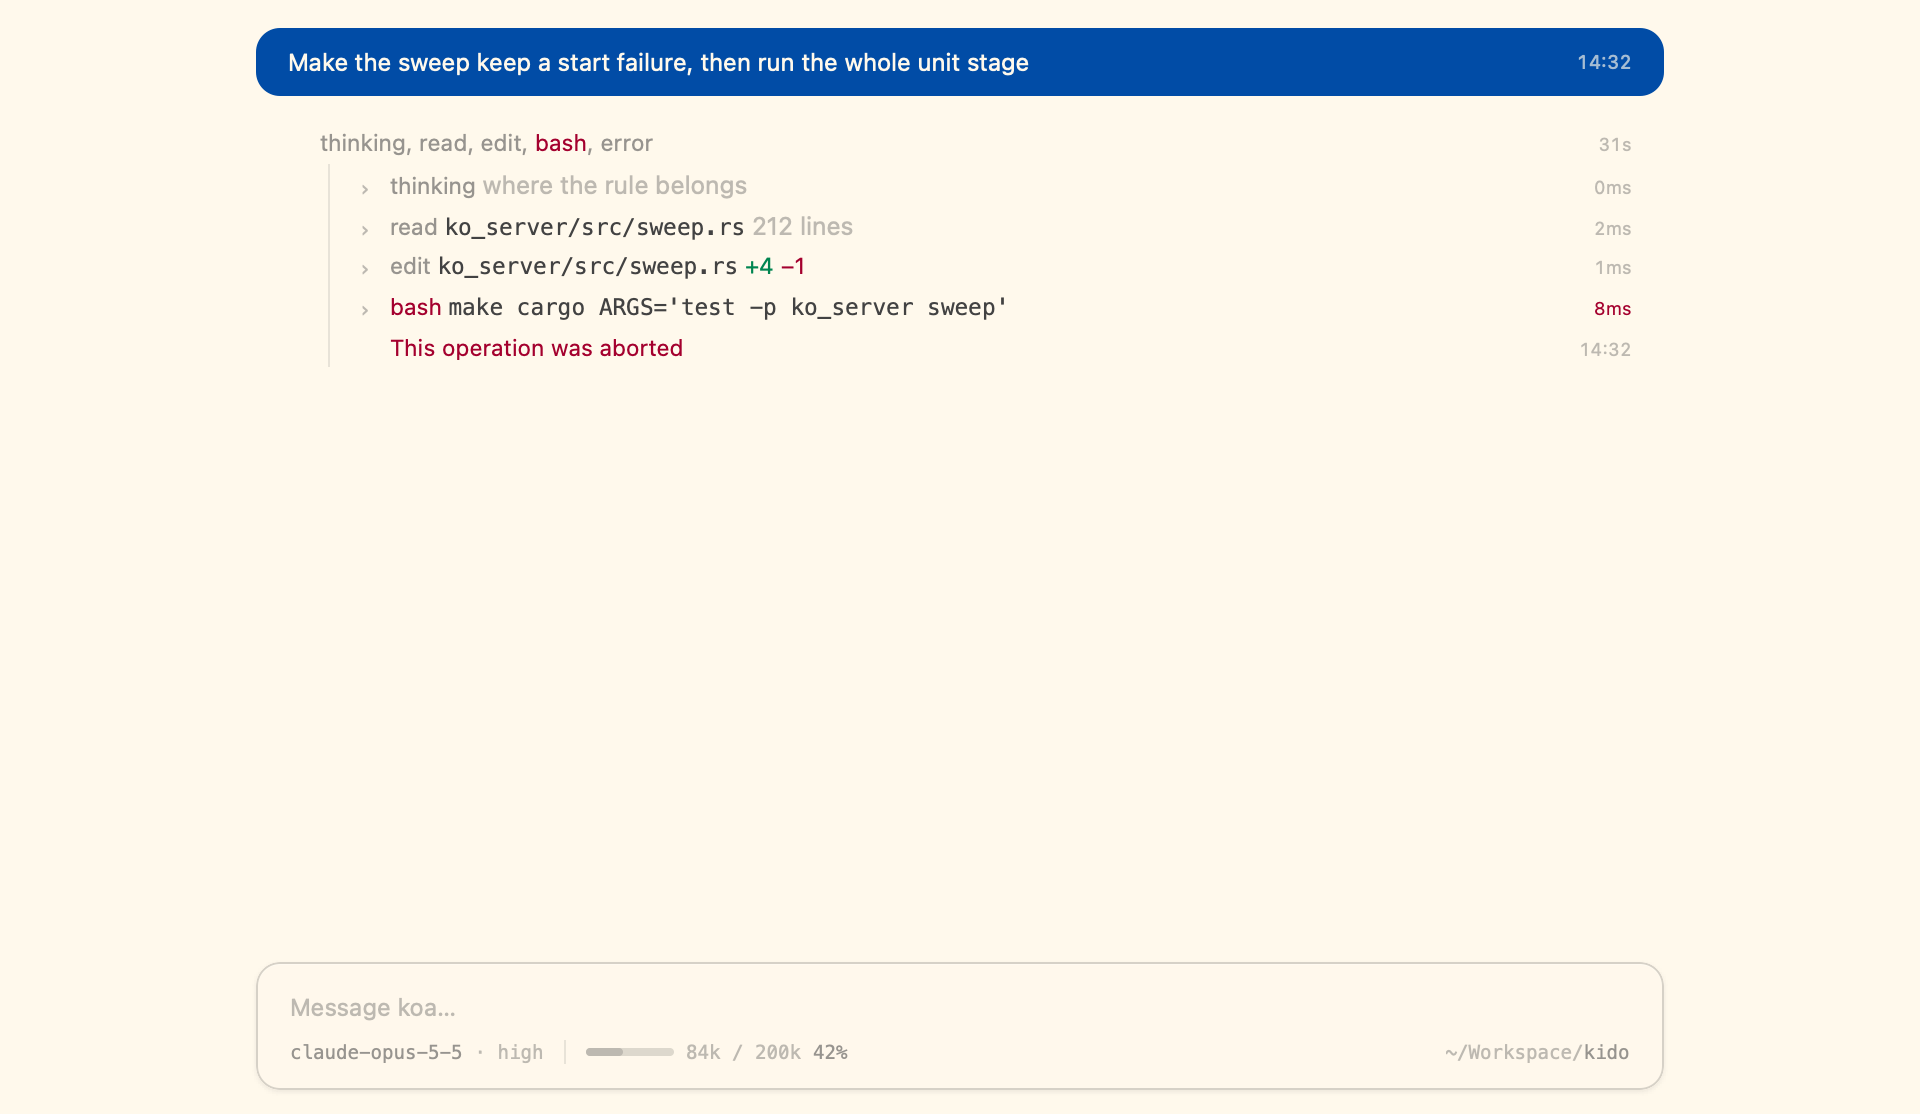 Make the sweep keep a start failure, then run the whole unit stage 14:32
thinking, read, edit, bash, error 31s
› thinking where the rule belongs 0ms
› read ko_server/src/sweep.rs 212 lines 2ms
› edit ko_server/src/sweep.rs +4 −1 1ms
› bash make cargo ARGS='test -p ko_server sweep' 8ms
This operation was aborted 14:32
Message koa...
claude-opus-5-5 · high 84k / 200k 42% ~/Workspace/kido